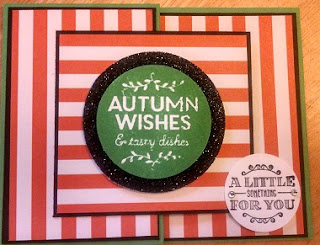 AUTUMN
WISHES
& tasty dishes
A LITTLE
SOMETHING
FOR YOU